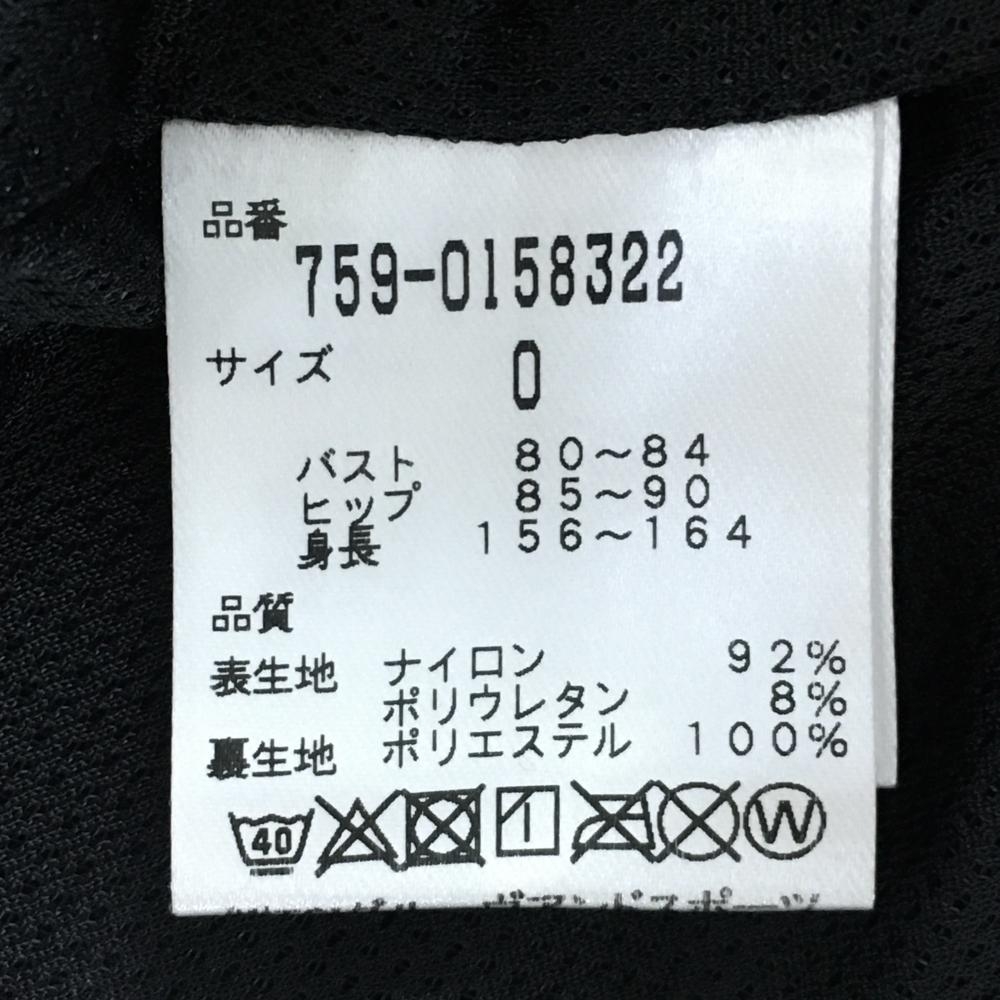 品番
759-0158322
サイズ 0
バスト 80～84
ヒップ 85～90
身長 156～164
品質
表生地 ナイロン 92%
ポリウレタン 8%
裏生地 ポリエステル 100%
40 W